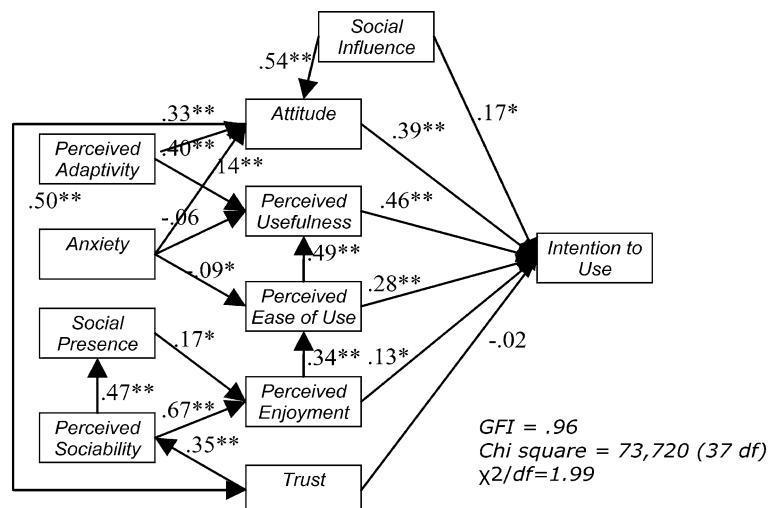 Social
Influence
.54**
.33**
Attitude
.17*
.39**
Perceived
Adaptivity
.40**
.14**
.50**
Perceived
Usefulness
.46**
-.06
Anxiety
Intention to
Use
.49**
-.09*
Perceived
Ease of Use
.28**
Social
Presence
.17*
.34**
.13*
-.02
.47**
Perceived
Enjoyment
.67**
Perceived
Sociability
.35**
GFI = .96
Chi square = 73,720 (37 df)
χ2/df=1.99
Trust